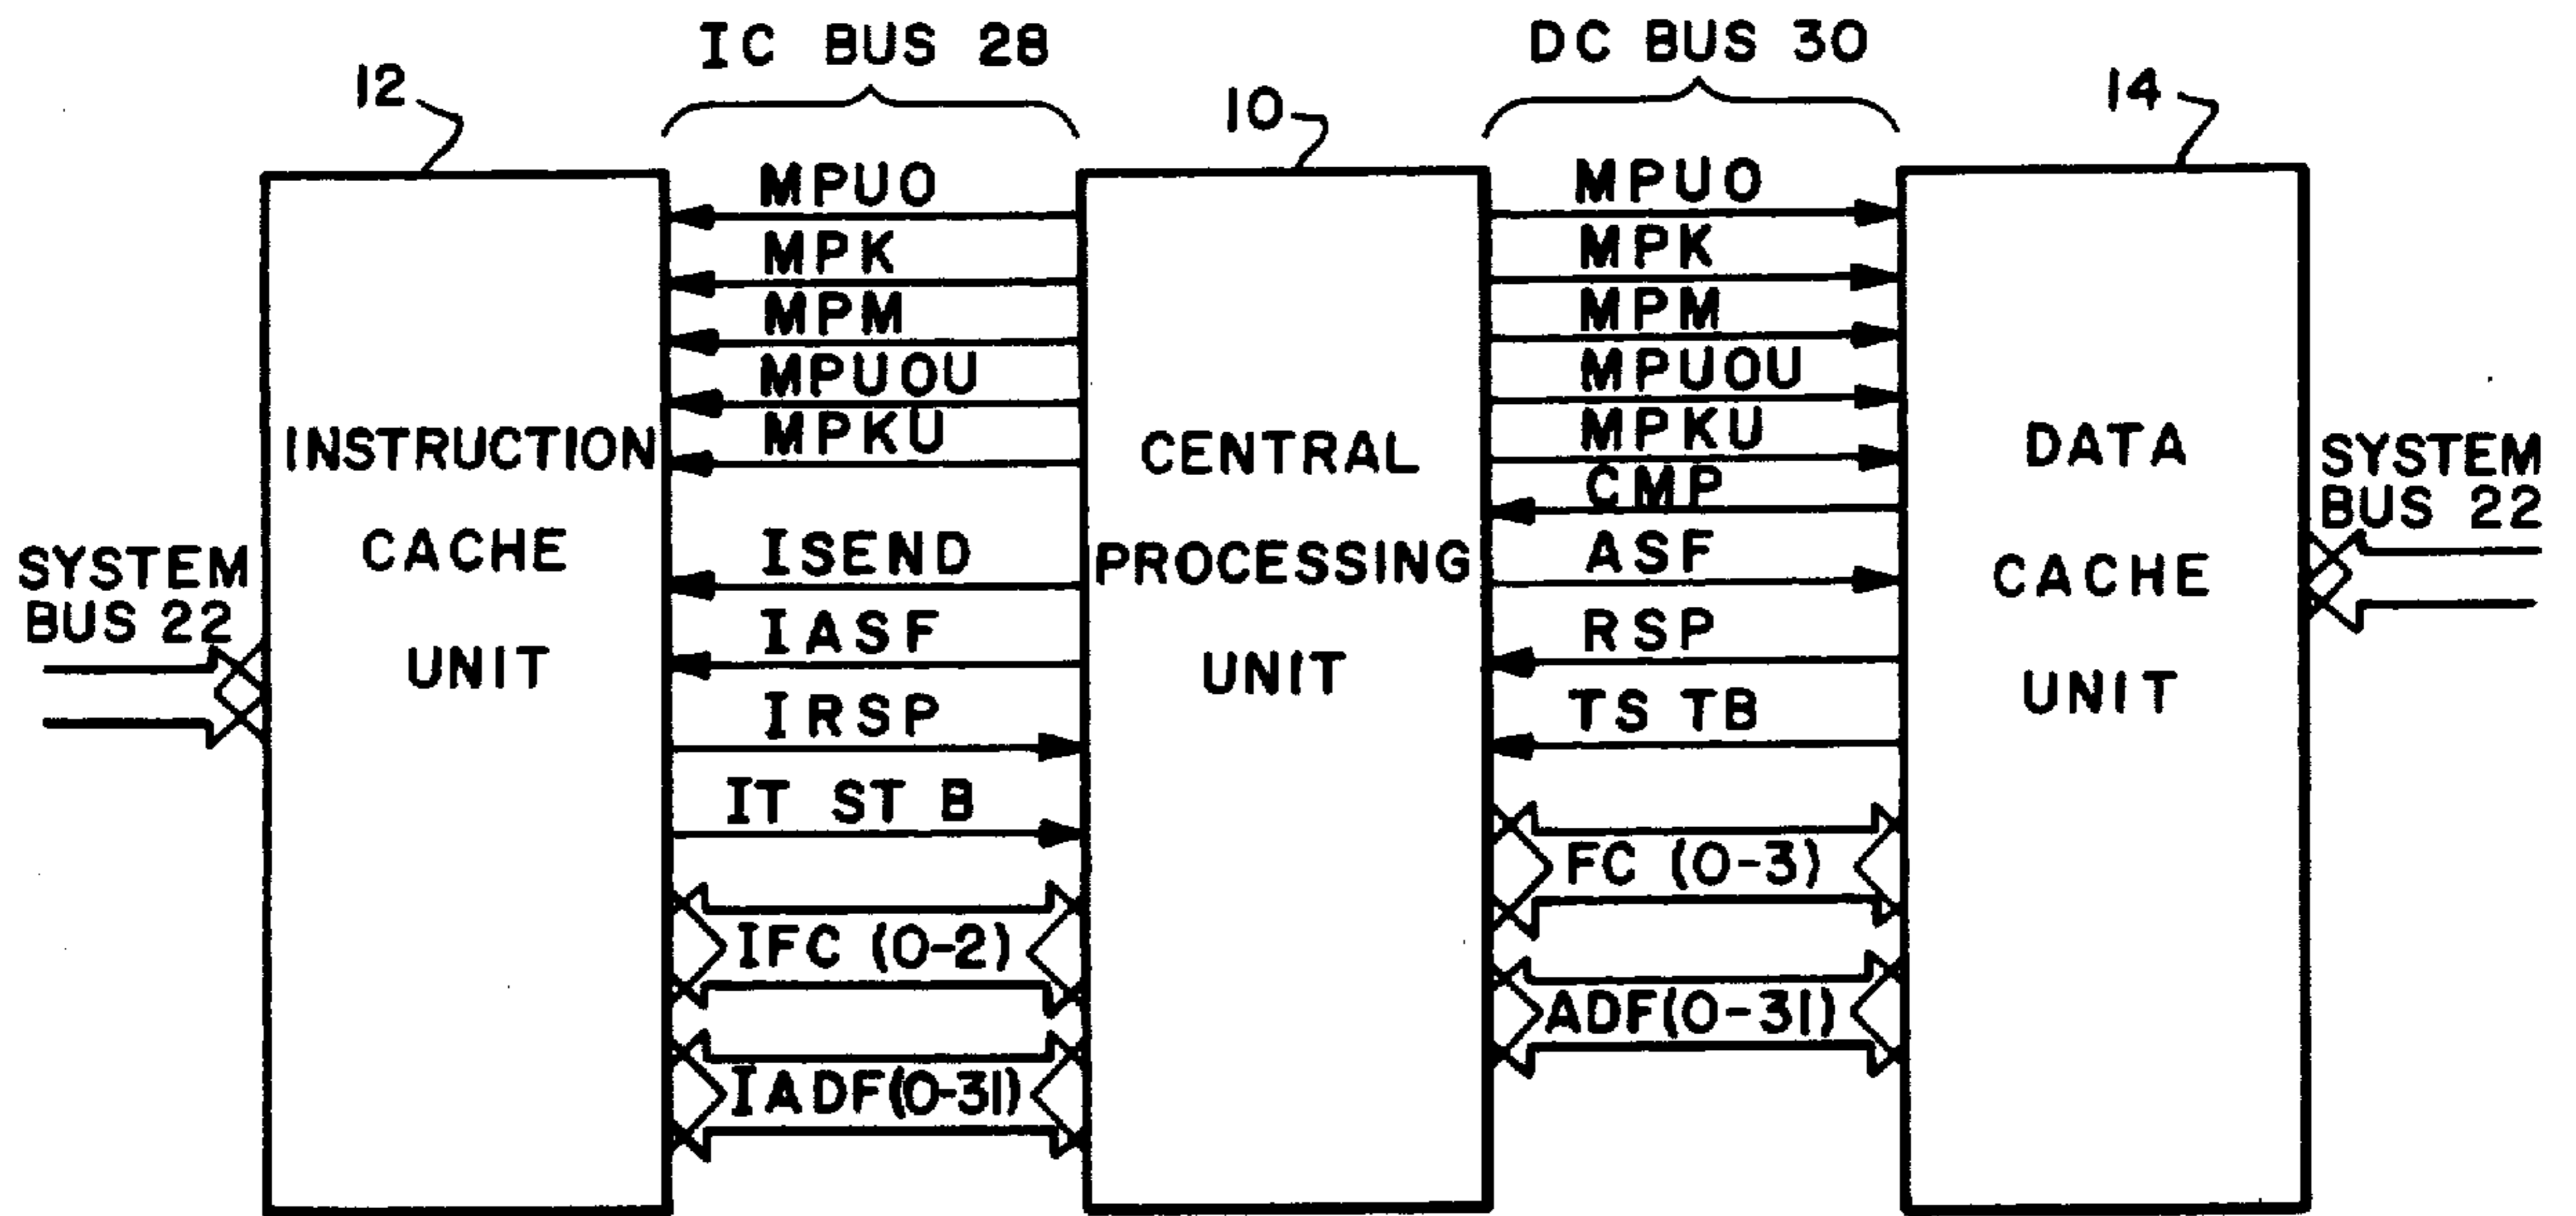 IC BUS 28
DC BUS 30
12
10
14
MPUO
MPK
MPM
MPUOU
MPKU
ISEND
IASF
IRSP
IT ST B
IFC (0-2)
IADF(0-31)
MPUO
MPK
MPM
MPUOU
MPKU
CMP
ASF
RSP
TS TB
FC (0-3)
ADF(0-31)
INSTRUCTION
CACHE
UNIT
CENTRAL
PROCESSING
UNIT
DATA
CACHE
UNIT
SYSTEM
BUS 22
SYSTEM
BUS 22